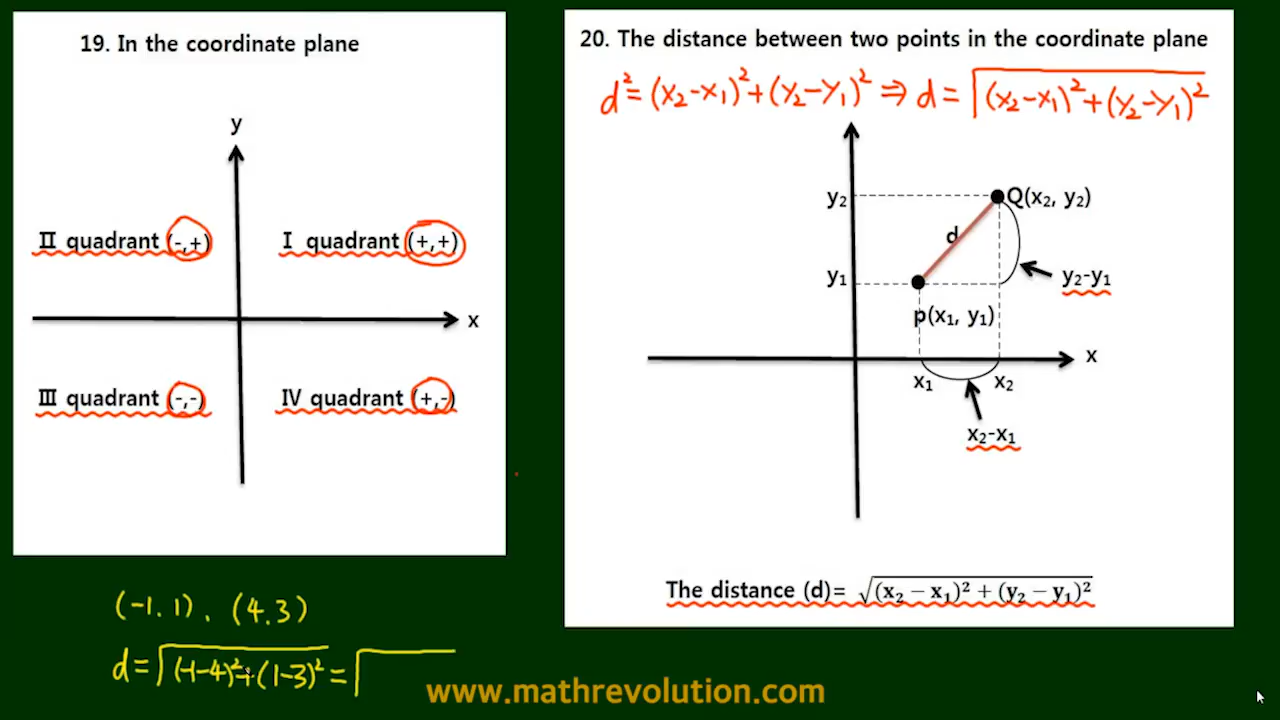 19. In the coordinate plane
y
II quadrant (-,+)
I quadrant (+,+)
x
III quadrant (-,-)
IV quadrant (+,-)
20. The distance between two points in the coordinate plane
d² = (x₂-x₁)² + (y₂-y₁)² ⇒ d = √(x₂-x₁)² + (y₂-y₁)²
y₂
Q(x₂, y₂)
d
y₁
y₂-y₁
p(x₁, y₁)
x
x₁
x₂
x₂-x₁
The distance (d)= √(x₂ − x₁)² + (y₂ − y₁)²
(-1.1). (4.3)
d = √(-1-4)² + (1-3)² = √
www.mathrevolution.com